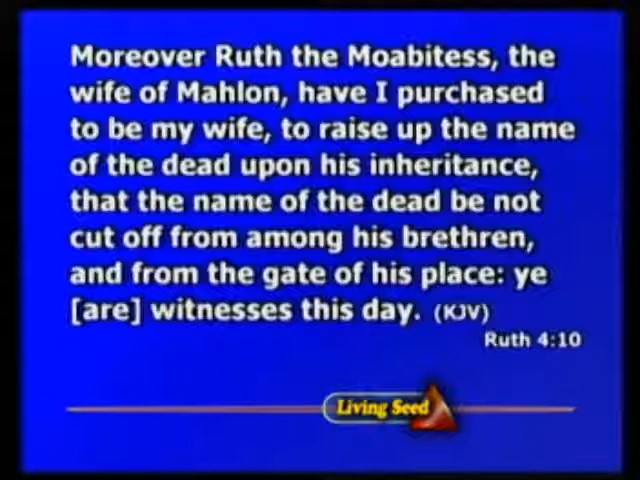 Moreover Ruth the Moabitess, the
wife of Mahlon, have I purchased
to be my wife, to raise up the name
of the dead upon his inheritance,
that the name of the dead be not
cut off from among his brethren,
and from the gate of his place: ye
[are] witnesses this day. (KJV)
Ruth 4:10
Living Seed